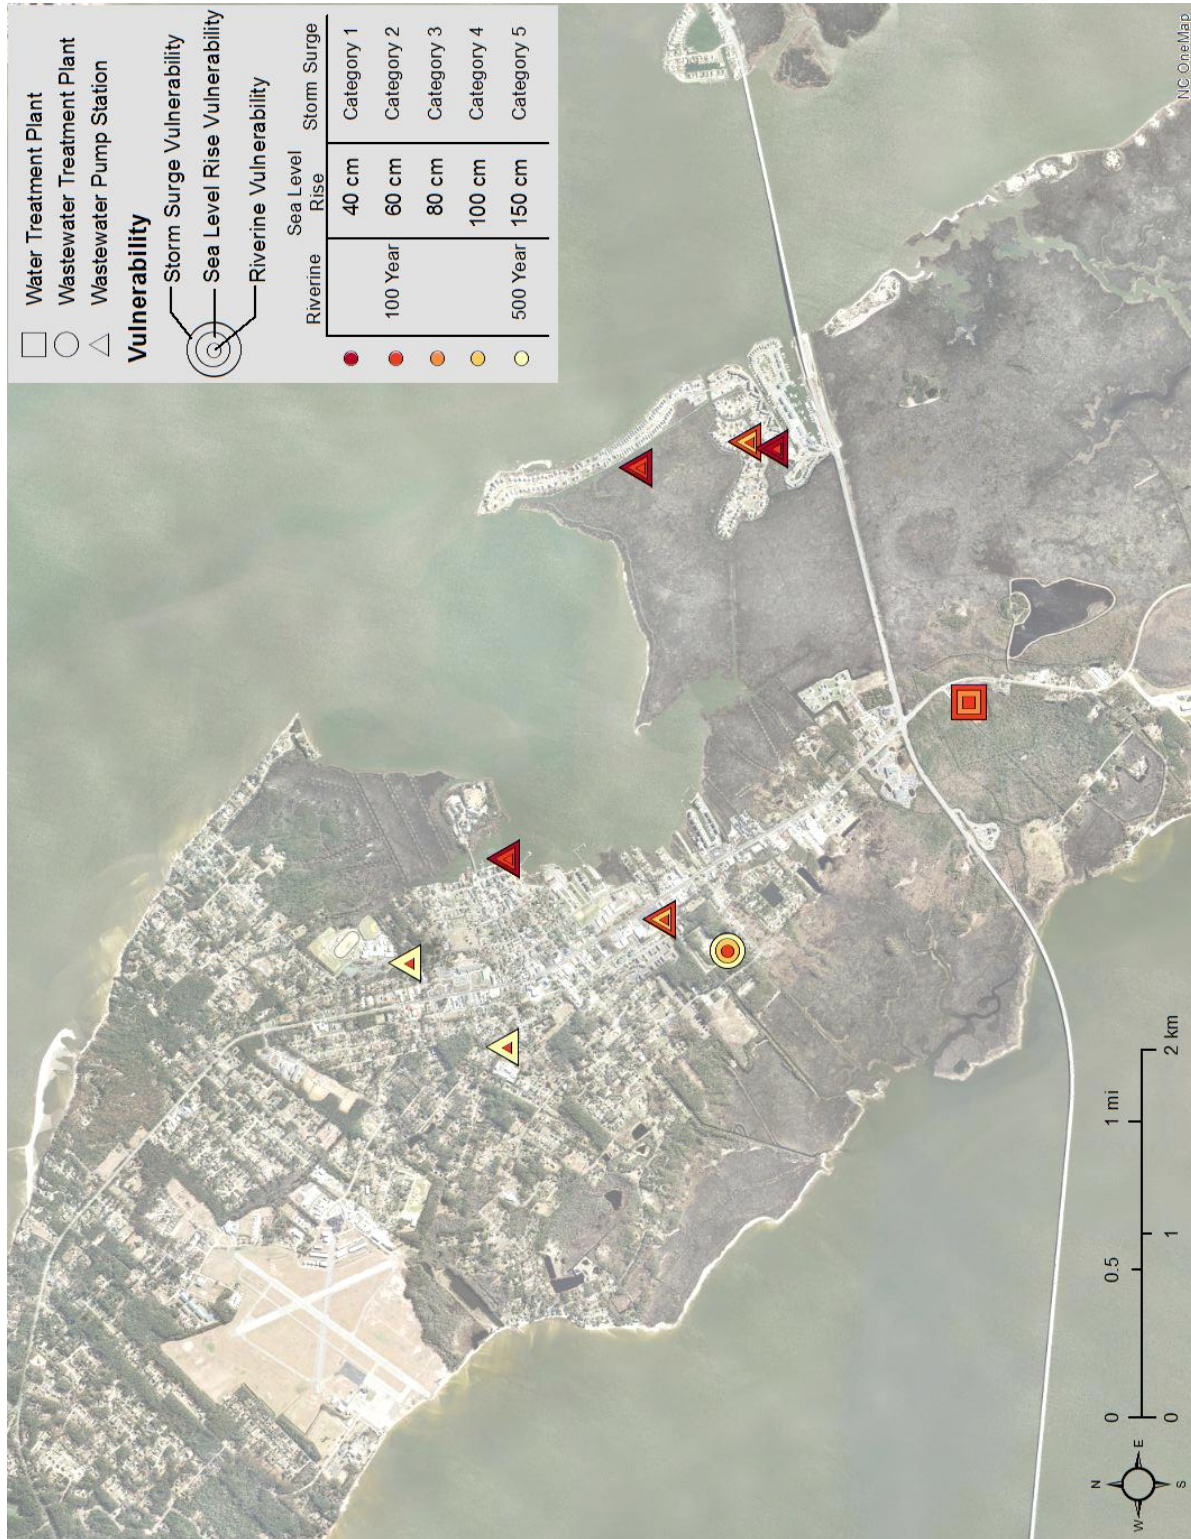 Water Treatment Plant
Wastewater Treatment Plant
Wastewater Pump Station
Vulnerability
Storm Surge Vulnerability
Sea Level Rise Vulnerability
Riverine Vulnerability
Riverine Sea Level Rise Storm Surge
40 cm Category 1
100 Year 60 cm Category 2
80 cm Category 3
100 cm Category 4
500 Year 150 cm Category 5
NC OneMap
N
W E
S
0 0.5 1 mi
0 1 2 km